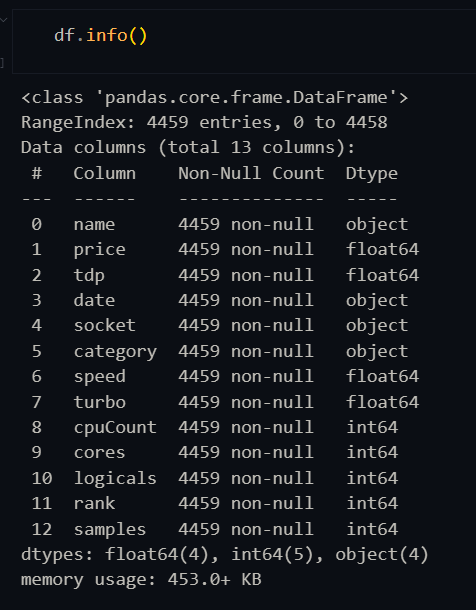 df.info()
<class 'pandas.core.frame.DataFrame'>
RangeIndex: 4459 entries, 0 to 4458
Data columns (total 13 columns):
 #   Column     Non-Null Count  Dtype
---  ------     --------------  -----
 0   name       4459 non-null   object
 1   price      4459 non-null   float64
 2   tdp        4459 non-null   float64
 3   date       4459 non-null   object
 4   socket     4459 non-null   object
 5   category   4459 non-null   object
 6   speed      4459 non-null   float64
 7   turbo      4459 non-null   float64
 8   cpuCount   4459 non-null   int64
 9   cores      4459 non-null   int64
 10  logicals   4459 non-null   int64
 11  rank       4459 non-null   int64
 12  samples    4459 non-null   int64
dtypes: float64(4), int64(5), object(4)
memory usage: 453.0+ KB